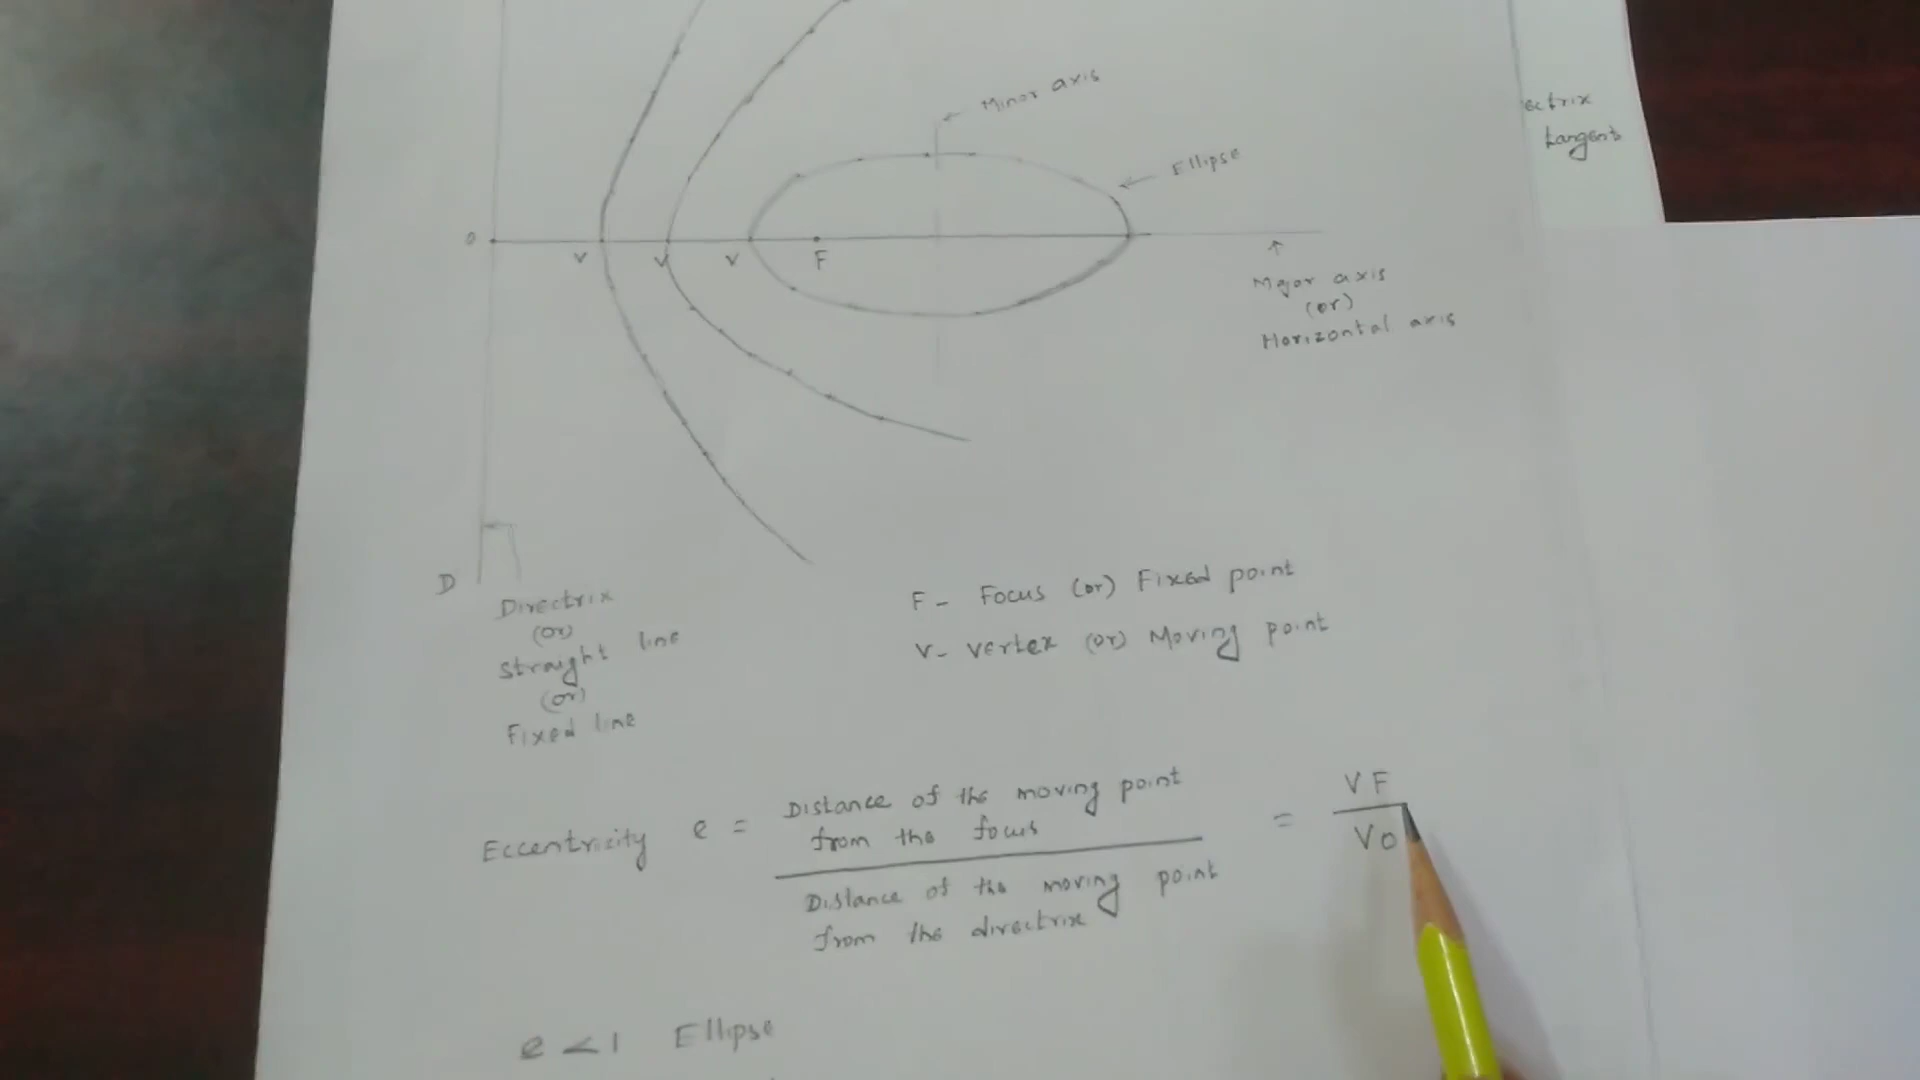 Minor axis
ectrix
tangent
Ellipse
O
V
V
V
F
Major axis
(or)
Horizontal axis
D
Directrix
(or)
Straight line
(or)
Fixed line
F - Focus (or) Fixed point
V - Vertex (or) Moving point
Eccentricity e = Distance of the moving point
from the focus
Distance of the moving point
from the directrix
= VF
VO
e < 1 Ellipse